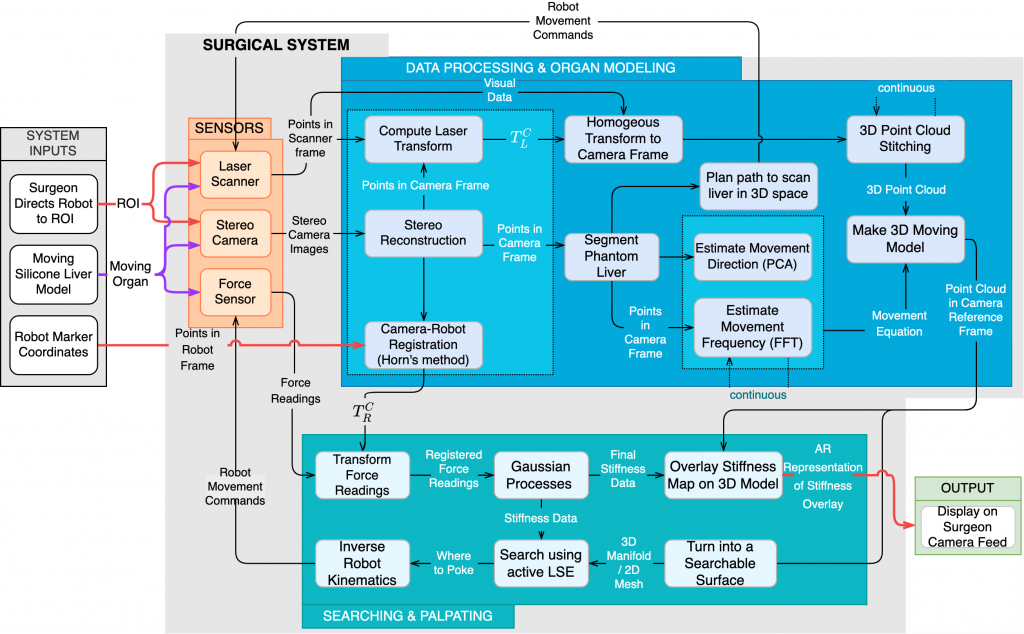 Robot
Movement
Commands
SURGICAL SYSTEM
DATA PROCESSING & ORGAN MODELING
SYSTEM
INPUTS
Surgeon
Directs Robot
to ROI
Moving
Silicone Liver
Model
Robot Marker
Coordinates
ROI
Moving
Organ
Points in
Robot
Frame
SENSORS
Laser
Scanner
Stereo
Camera
Force
Sensor
Points in
Scanner
frame
Stereo
Camera
Images
Force
Readings
Visual
Data
Compute Laser
Transform
T_L^C
Points in Camera Frame
Stereo
Reconstruction
Points in
Camera
Frame
Camera-Robot
Registration
(Horn's method)
T_R^C
Homogeous
Transform to
Camera Frame
Segment
Phantom
Liver
Points
in
Camera
Frame
Plan path to scan
liver in 3D space
Estimate Movement
Direction (PCA)
Estimate
Movement
Frequency (FFT)
continuous
continuous
3D Point Cloud
Stitching
3D Point Cloud
Make 3D Moving
Model
Movement
Equation
Point Cloud
in Camera
Reference
Frame
Robot
Movement
Commands
Transform
Force
Readings
Registered
Force
Readings
Gaussian
Processes
Final
Stiffness
Data
Overlay Stiffness
Map on 3D Model
AR
Representation
of Stiffness
Overlay
Stiffness Data
Inverse
Robot
Kinematics
Where
to Poke
Search using
active LSE
3D
Manifold
/ 2D
Mesh
Turn into a
Searchable
Surface
SEARCHING & PALPATING
OUTPUT
Display on
Surgeon
Camera Feed